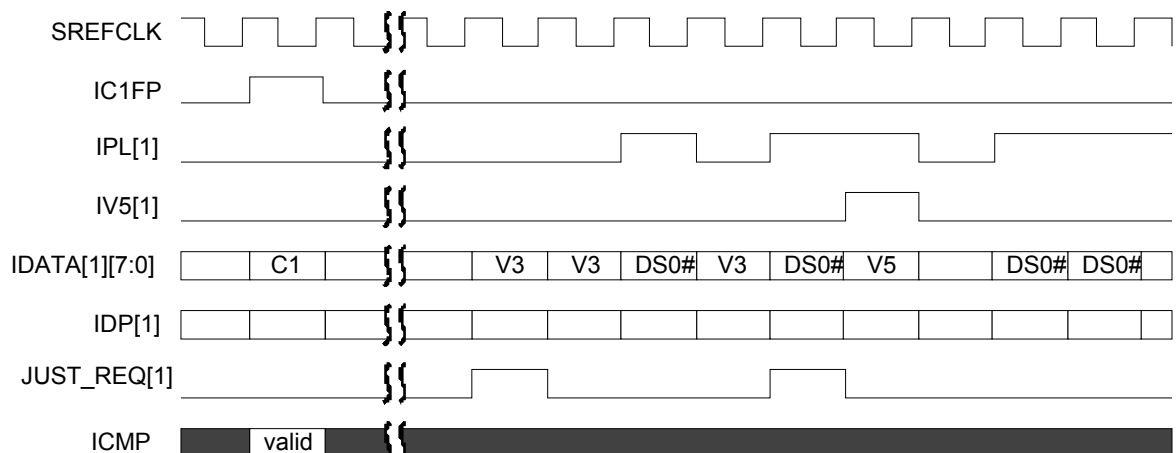 SREFCLK
IC1FP
IPL[1]
IV5[1]
IDATA[1][7:0] C1 V3 V3 DS0# V3 DS0# V5 DS0# DS0#
IDP[1]
JUST_REQ[1]
ICMP valid